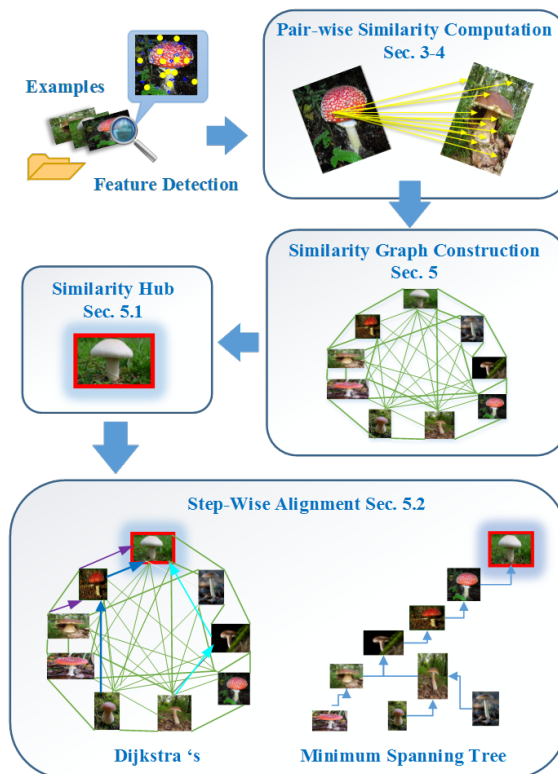 Examples
Feature Detection
Pair-wise Similarity Computation
Sec. 3-4
Similarity Graph Construction
Sec. 5
Similarity Hub
Sec. 5.1
Step-Wise Alignment Sec. 5.2
Dijkstra ‘s
Minimum Spanning Tree